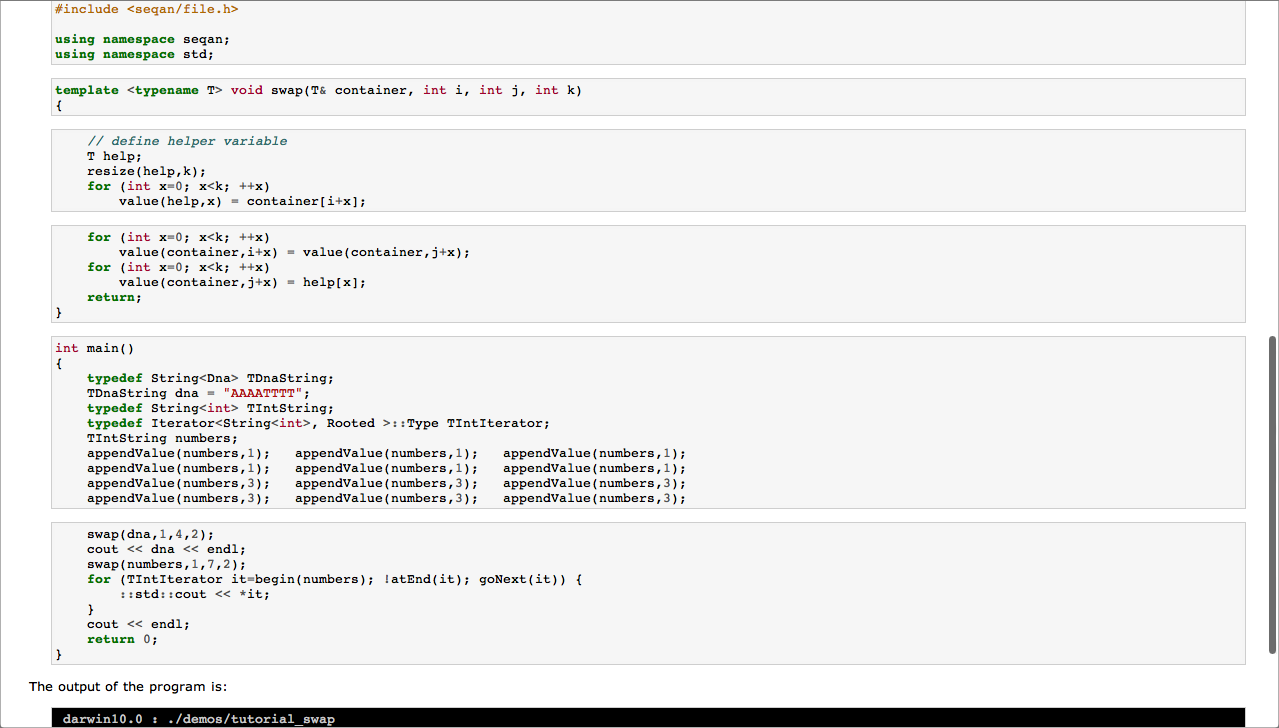 #include <seqan/file.h>
using namespace seqan;
using namespace std;
template <typename T> void swap(T& container, int i, int j, int k)
{
// define helper variable
T help;
resize(help,k);
for (int x=0; x<k; ++x)
value(help,x) = container[i+x];
for (int x=0; x<k; ++x)
value(container,i+x) = value(container,j+x);
for (int x=0; x<k; ++x)
value(container,j+x) = help[x];
return;
}
int main()
{
typedef String<Dna> TDnaString;
TDnaString dna = "AAAATTTT";
typedef String<int> TIntString;
typedef Iterator<String<int>, Rooted >::Type TIntIterator;
TIntString numbers;
appendValue(numbers,1);   appendValue(numbers,1);   appendValue(numbers,1);
appendValue(numbers,1);   appendValue(numbers,1);   appendValue(numbers,1);
appendValue(numbers,3);   appendValue(numbers,3);   appendValue(numbers,3);
appendValue(numbers,3);   appendValue(numbers,3);   appendValue(numbers,3);
swap(dna,1,4,2);
cout << dna << endl;
swap(numbers,1,7,2);
for (TIntIterator it=begin(numbers); !atEnd(it); goNext(it)) {
::std::cout << *it;
}
cout << endl;
return 0;
}
The output of the program is:
darwin10.0 : ./demos/tutorial_swap